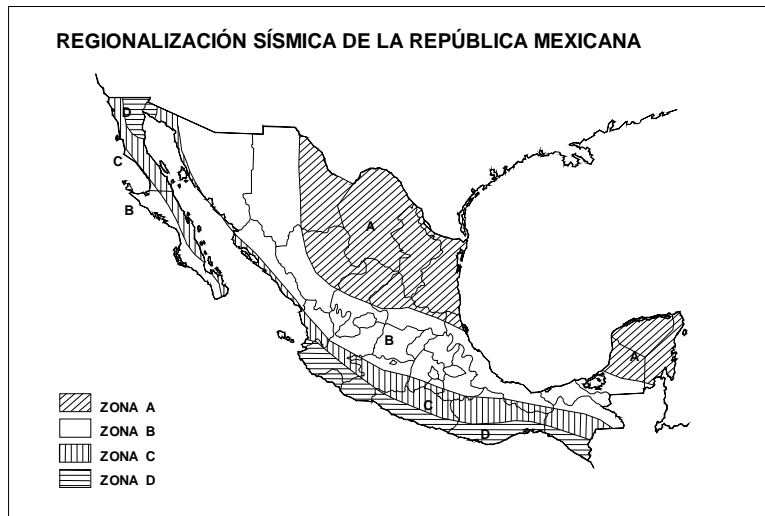 REGIONALIZACIÓN SÍSMICA DE LA REPÚBLICA MEXICANA
D
C
B
A
B
A
C
D
ZONA A
ZONA B
ZONA C
ZONA D